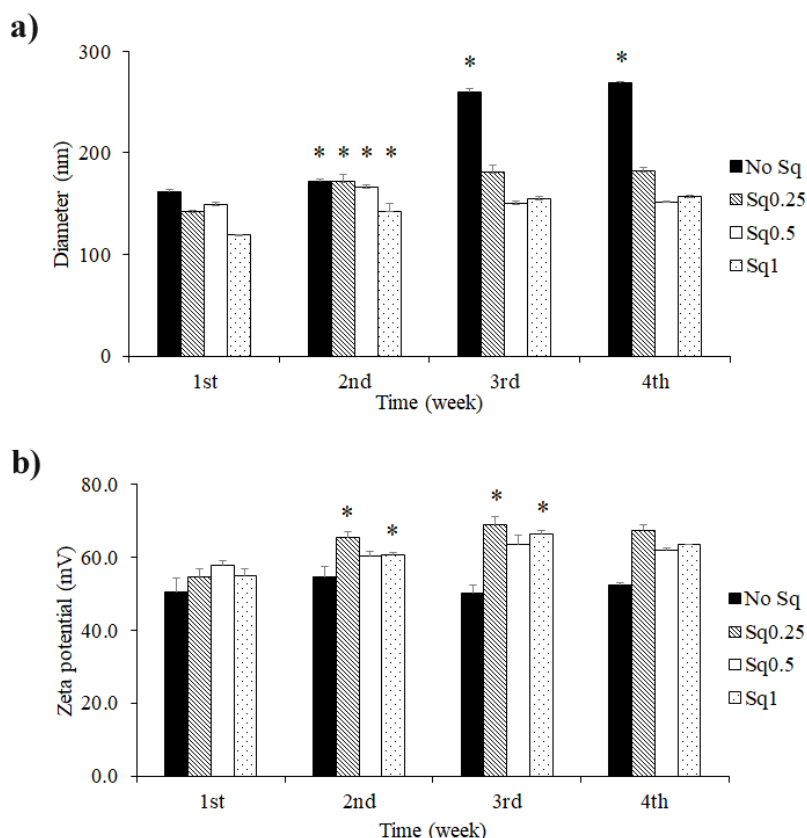 a)
300
200
100
0
Diameter (nm)
* * * * * *
1st 2nd 3rd 4th
Time (week)
No Sq
Sq0.25
Sq0.5
Sq1
b)
80.0
60.0
40.0
20.0
0.0
Zeta potential (mV)
* * * *
1st 2nd 3rd 4th
Time (week)
No Sq
Sq0.25
Sq0.5
Sq1